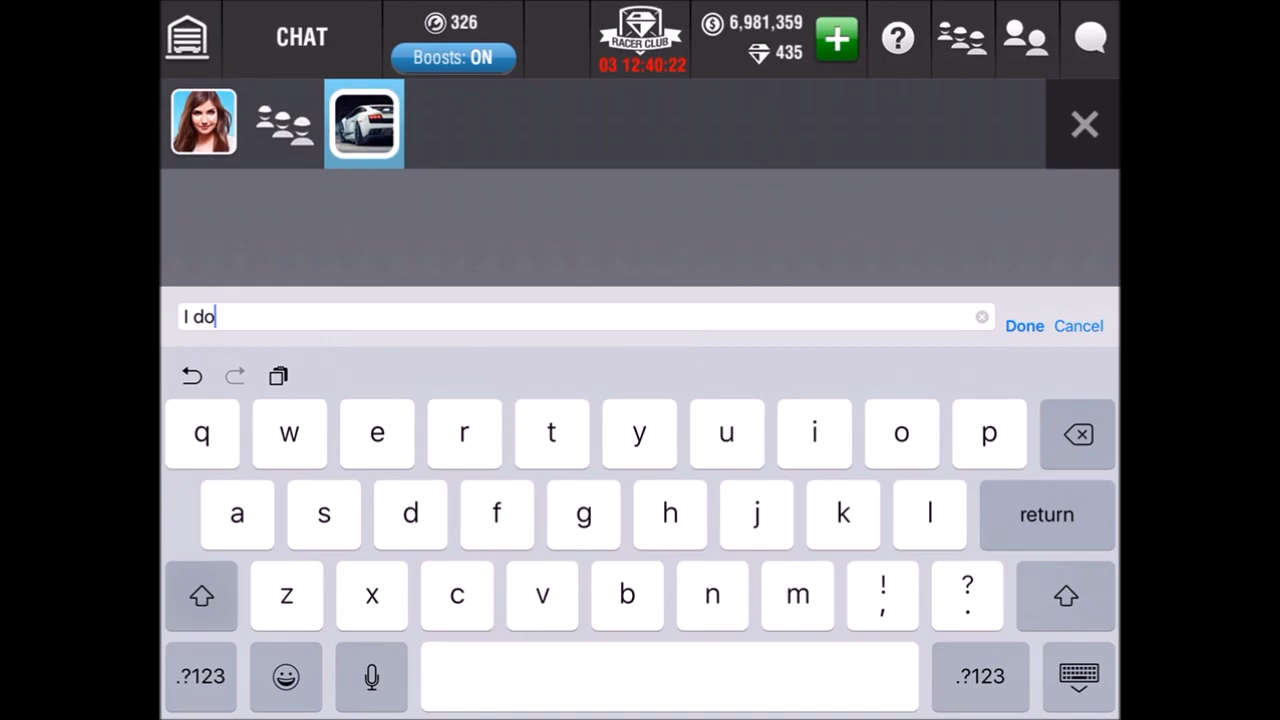 CHAT
326
Boosts: ON
RACER CLUB
03 12:40:22
6,981,359
435
I do
Done Cancel
q w e r t y u i o p
a s d f g h j k l return
z x c v b n m ! , ? .
.?123 .?123